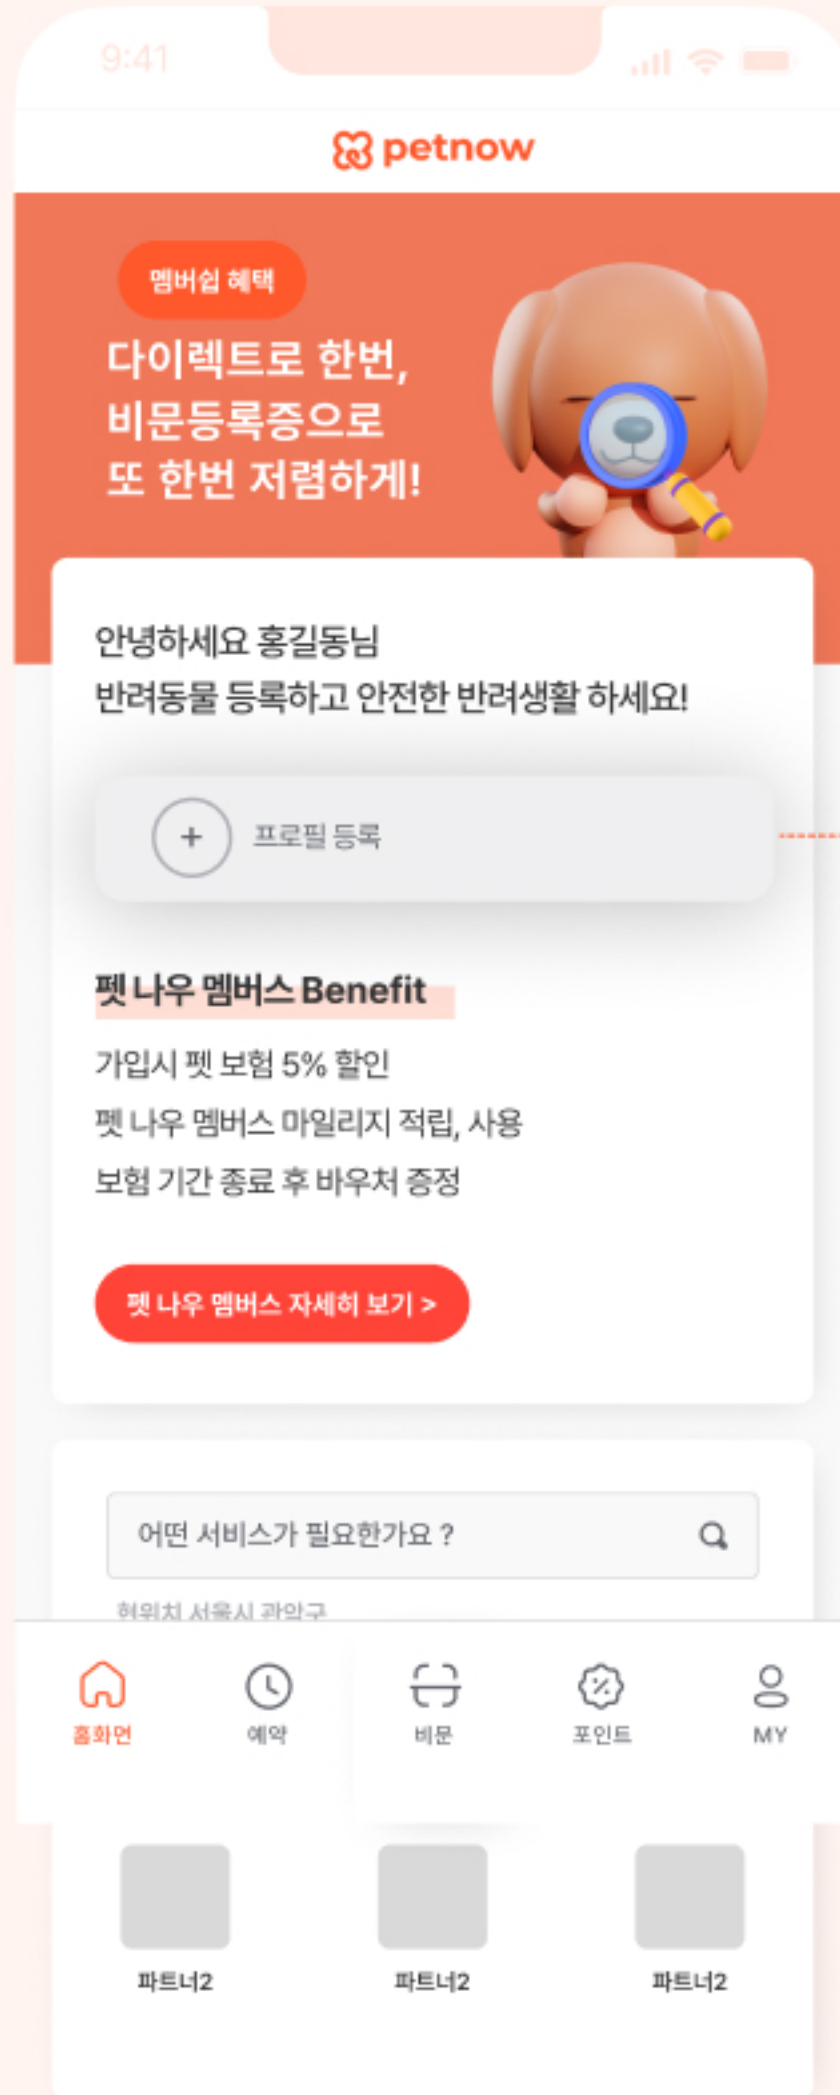 9:41
petnow
멤버쉽 혜택
다이렉트로 한번,
비문등록증으로
또 한번 저렴하게!
안녕하세요 홍길동님
반려동물 등록하고 안전한 반려생활 하세요!
+ 프로필 등록
펫 나우 멤버스 Benefit
가입시 펫 보험 5% 할인
펫 나우 멤버스 마일리지 적립, 사용
보험 기간 종료 후 바우처 증정
펫 나우 멤버스 자세히 보기 >
어떤 서비스가 필요한가요 ?
현위치 서울시 관악구
홈화면 예약 비문 포인트 MY
파트너2 파트너2 파트너2